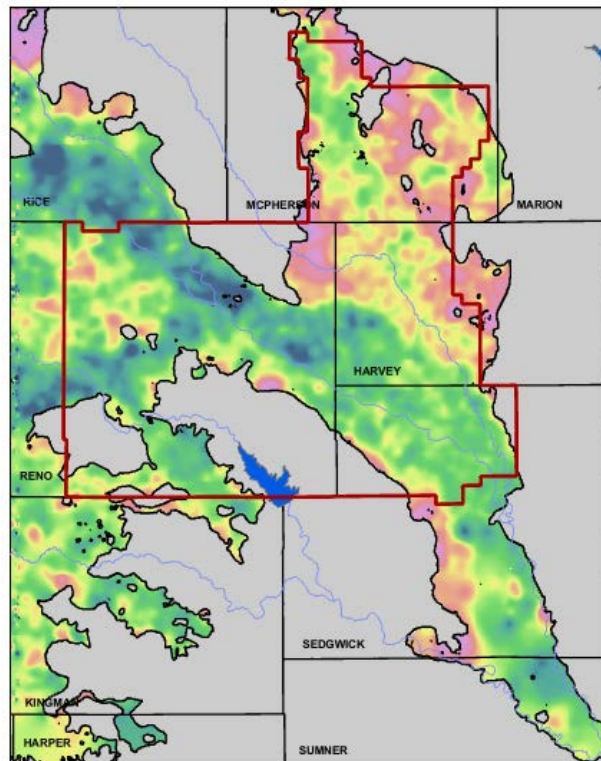 RICE
MCPHERSON
MARION
HARVEY
RENO
SEDGWICK
KINGMAN
HARPER
SUMNER